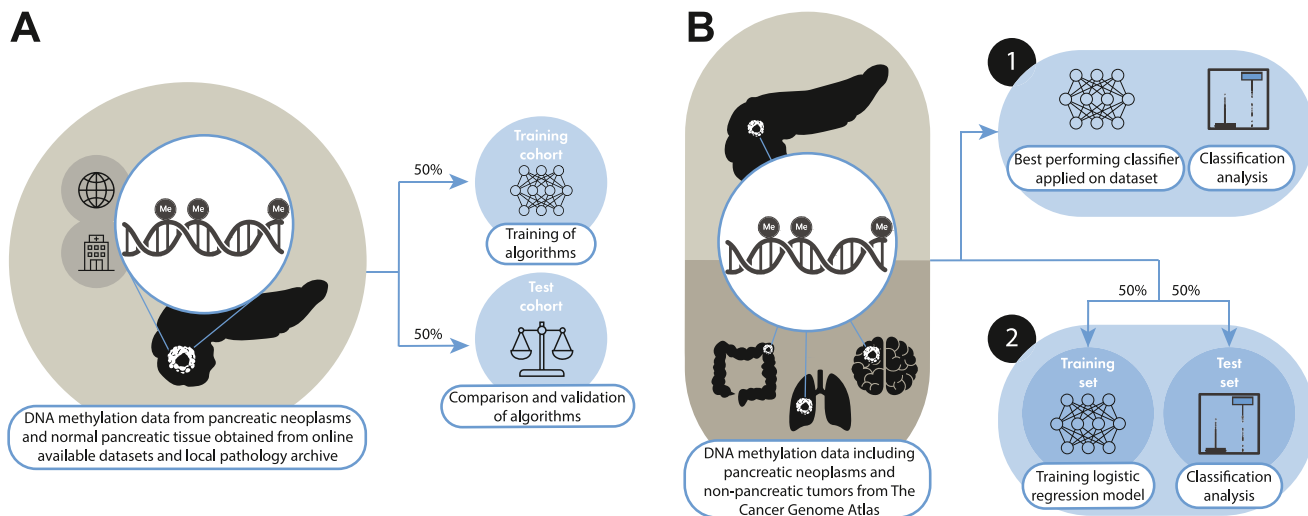 A
Me
Me
Me
DNA methylation data from pancreatic neoplasms
and normal pancreatic tissue obtained from online
available datasets and local pathology archive
50%
Training
cohort
Training of
algorithms
50%
Test
cohort
Comparison and validation
of algorithms
B
Me
Me
Me
DNA methylation data including
pancreatic neoplasms and
non-pancreatic tumors from The
Cancer Genome Atlas
1
Best performing classifier
applied on dataset
Classification
analysis
50%
50%
2
Training
set
Training logistic
regression model
Test
set
Classification
analysis